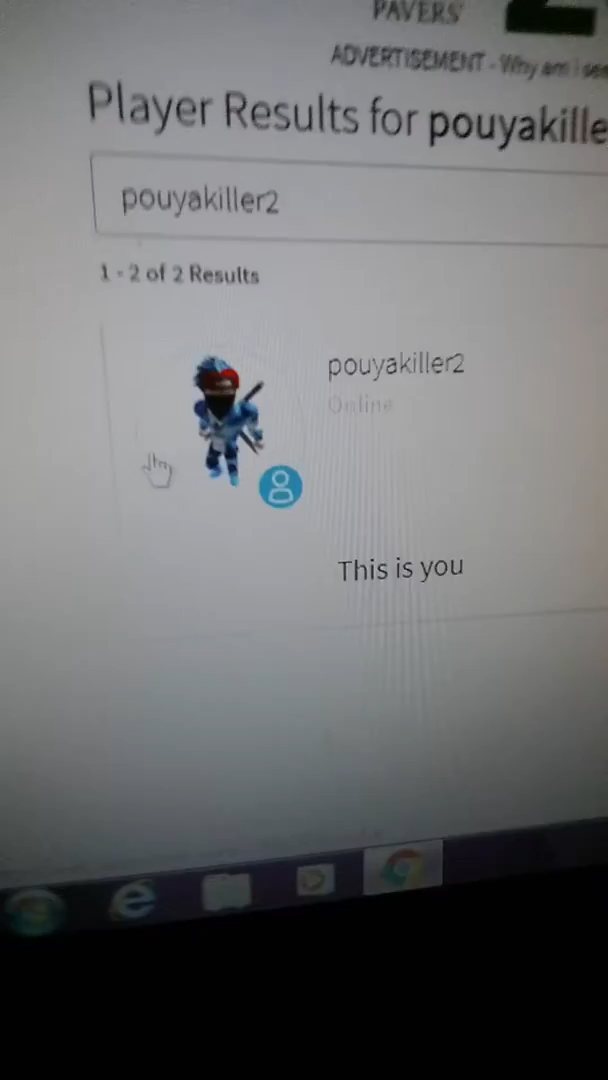 PAVERS
ADVERTISEMENT - Why am I see
Player Results for pouyakille
pouyakiller2
1 - 2 of 2 Results
pouyakiller2
Online
This is you